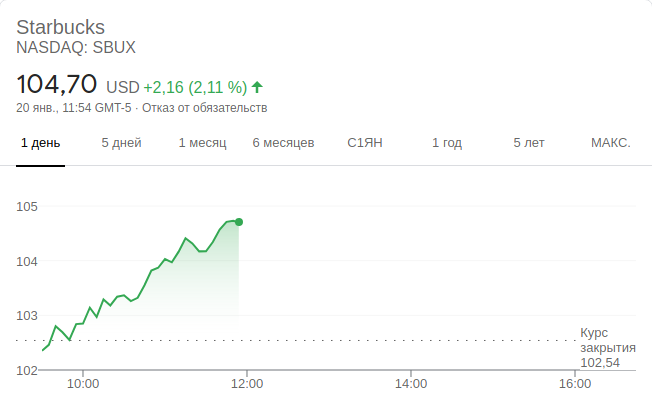 Starbucks
NASDAQ: SBUX
104,70 USD +2,16 (2,11 %)
20 янв., 11:54 GMT-5 · Отказ от обязательств
1 день 5 дней 1 месяц 6 месяцев С1ЯН 1 год 5 лет МАКС.
105
104
103
Курс
закрытия
102,54
102
10:00 12:00 14:00 16:00